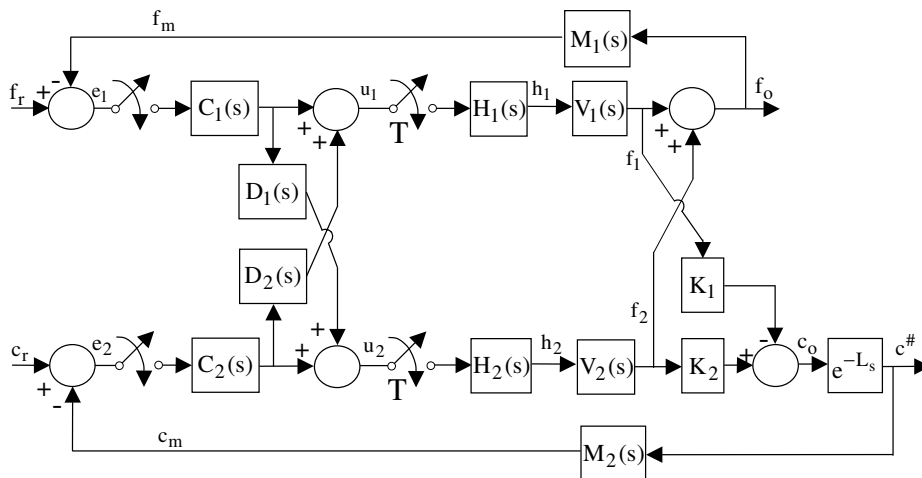 f_m
M_1(s)
-
+
f_r
e_1
C_1(s)
+
+
u_1
T
H_1(s)
h_1
V_1(s)
+
+
f_o
f_1
D_1(s)
D_2(s)
K_1
f_2
-
+
+
c_r
e_2
C_2(s)
+
u_2
T
H_2(s)
h_2
V_2(s)
K_2
+
c_o
e^{-L_s}
c^#
-
c_m
M_2(s)